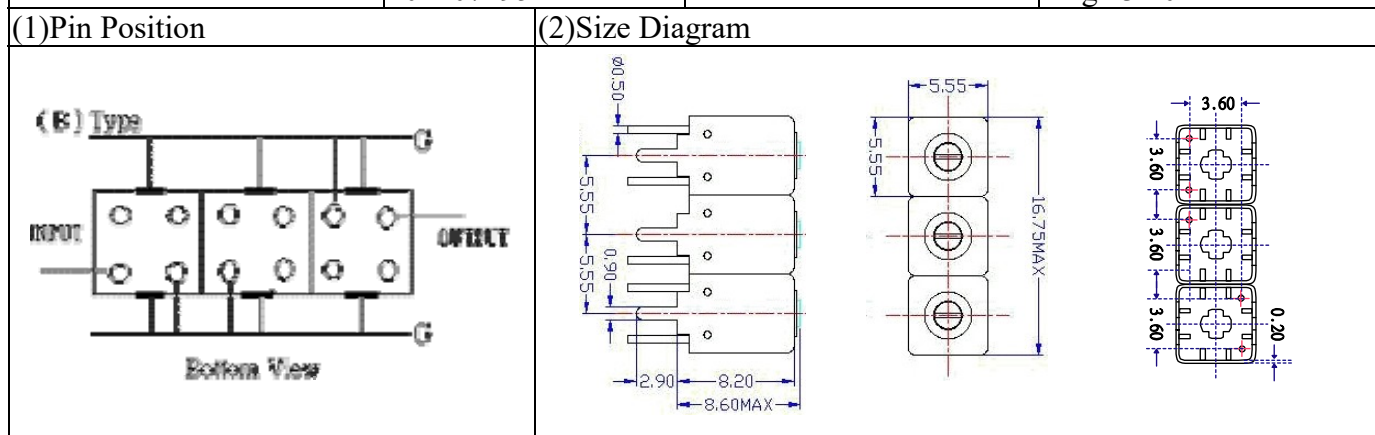 (1)Pin Position
(2)Size Diagram
(B) Type
G
INPUT
OUTPUT
G
Bottom View
ø0.50
5.55
5.55
0.90
2.90
8.20
8.60MAX
5.55
5.55
16.75MAX
3.60
3.60
3.60
3.60
0.20